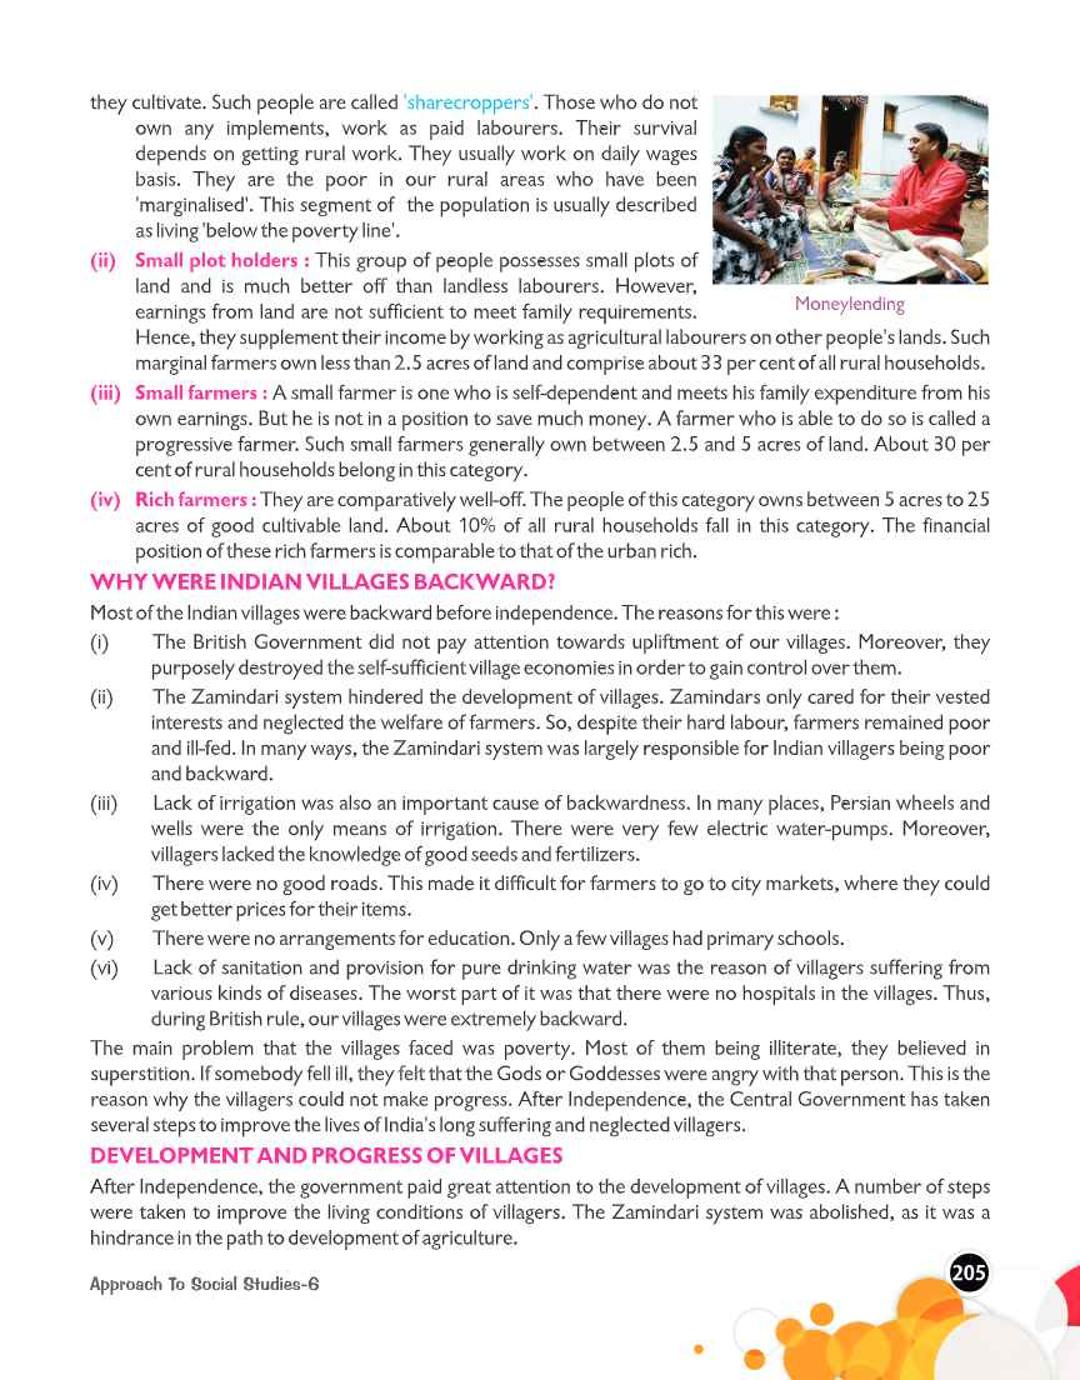 they cultivate. Such people are called 'sharecroppers'. Those who do not
own any implements, work as paid labourers. Their survival
depends on getting rural work. They usually work on daily wages
basis. They are the poor in our rural areas who have been
'marginalised'. This segment of the population is usually described
as living 'below the poverty line'.
(ii) Small plot holders : This group of people possesses small plots of
land and is much better off than landless labourers. However,
earnings from land are not sufficient to meet family requirements.
Moneylending
Hence, they supplement their income by working as agricultural labourers on other people's lands. Such
marginal farmers own less than 2.5 acres of land and comprise about 33 per cent of all rural households.
(iii) Small farmers : A small farmer is one who is self-dependent and meets his family expenditure from his
own earnings. But he is not in a position to save much money. A farmer who is able to do so is called a
progressive farmer. Such small farmers generally own between 2.5 and 5 acres of land. About 30 per
cent of rural households belong in this category.
(iv) Rich farmers : They are comparatively well-off. The people of this category owns between 5 acres to 25
acres of good cultivable land. About 10% of all rural households fall in this category. The financial
position of these rich farmers is comparable to that of the urban rich.
WHY WERE INDIAN VILLAGES BACKWARD?
Most of the Indian villages were backward before independence. The reasons for this were :
(i) The British Government did not pay attention towards upliftment of our villages. Moreover, they
purposely destroyed the self-sufficient village economies in order to gain control over them.
(ii) The Zamindari system hindered the development of villages. Zamindars only cared for their vested
interests and neglected the welfare of farmers. So, despite their hard labour, farmers remained poor
and ill-fed. In many ways, the Zamindari system was largely responsible for Indian villagers being poor
and backward.
(iii) Lack of irrigation was also an important cause of backwardness. In many places, Persian wheels and
wells were the only means of irrigation. There were very few electric water-pumps. Moreover,
villagers lacked the knowledge of good seeds and fertilizers.
(iv) There were no good roads. This made it difficult for farmers to go to city markets, where they could
get better prices for their items.
(v) There were no arrangements for education. Only a few villages had primary schools.
(vi) Lack of sanitation and provision for pure drinking water was the reason of villagers suffering from
various kinds of diseases. The worst part of it was that there were no hospitals in the villages. Thus,
during British rule, our villages were extremely backward.
The main problem that the villages faced was poverty. Most of them being illiterate, they believed in
superstition. If somebody fell ill, they felt that the Gods or Goddesses were angry with that person. This is the
reason why the villagers could not make progress. After Independence, the Central Government has taken
several steps to improve the lives of India's long suffering and neglected villagers.
DEVELOPMENT AND PROGRESS OF VILLAGES
After Independence, the government paid great attention to the development of villages. A number of steps
were taken to improve the living conditions of villagers. The Zamindari system was abolished, as it was a
hindrance in the path to development of agriculture.
Approach To Social Studies-6
205